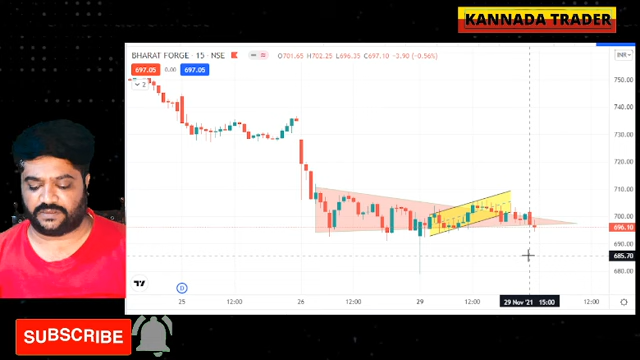 KANNADA TRADER
BHARAT FORGE · 15 · NSE
O701.65 H702.25 L696.35 C697.10 -3.90 (-0.56%)
INR
697.05 0.00 697.05
2
750.00
740.00
730.00
720.00
710.00
700.00
696.10
690.00
685.70
680.00
D
25 12:00 26 12:00 29 12:00 29 Nov '21 15:00 12:00
SUBSCRIBE